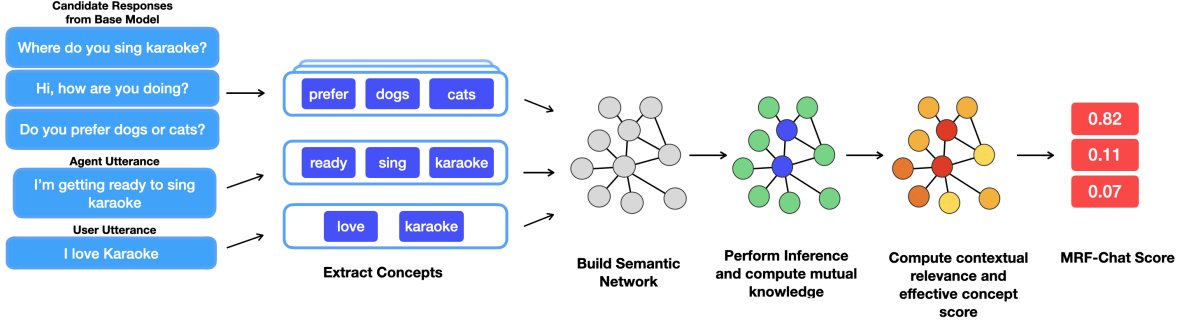 Candidate Responses
from Base Model
Where do you sing karaoke?
Hi, how are you doing?
Do you prefer dogs or cats?
Agent Utterance
I'm getting ready to sing
karaoke
User Utterance
I love Karaoke
prefer
dogs
cats
ready
sing
karaoke
love
karaoke
Extract Concepts
Build Semantic
Network
Perform Inference
and compute mutual
knowledge
Compute contextual
relevance and
effective concept
score
0.82
0.11
0.07
MRF-Chat Score